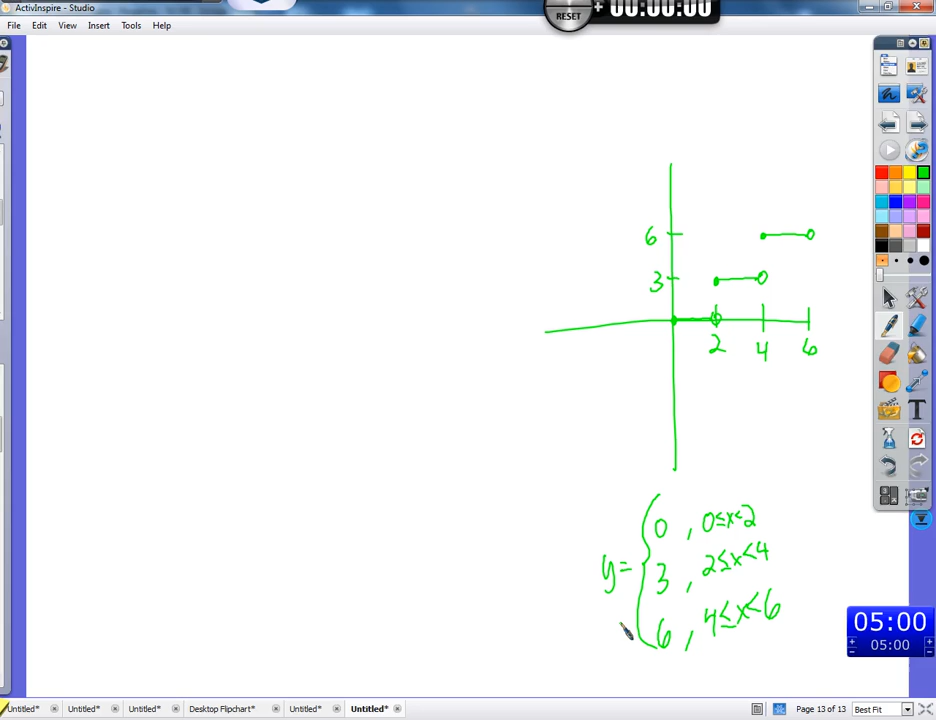 ActivInspire - Studio
RESET
00:00:00
File Edit View Insert Tools Help
6
3
2 4 6
y = { 0 , 0≤x<2
3 , 2≤x<4
6 , 4≤x<6
05:00
05:00
Untitled* Untitled* Untitled* Desktop Flipchart* Untitled* Untitled* Page 13 of 13 Best Fit